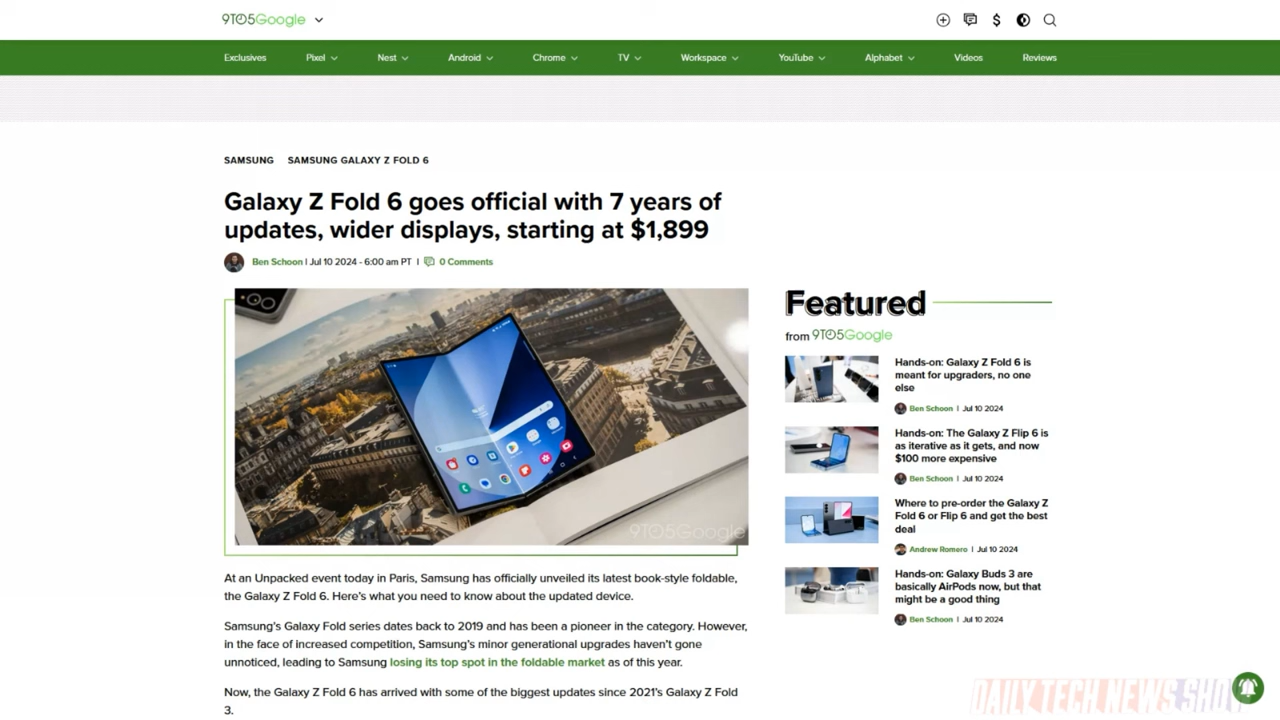 9TO5Google
Exclusives Pixel Nest Android Chrome TV Workspace YouTube Alphabet Videos Reviews
SAMSUNG SAMSUNG GALAXY Z FOLD 6
Galaxy Z Fold 6 goes official with 7 years of
updates, wider displays, starting at $1,899
Ben Schoon | Jul 10 2024 - 6:00 am PT | 0 Comments
9TO5Google
At an Unpacked event today in Paris, Samsung has officially unveiled its latest book-style foldable,
the Galaxy Z Fold 6. Here’s what you need to know about the updated device.
Samsung’s Galaxy Fold series dates back to 2019 and has been a pioneer in the category. However,
in the face of increased competition, Samsung’s minor generational upgrades haven’t gone
unnoticed, leading to Samsung losing its top spot in the foldable market as of this year.
Now, the Galaxy Z Fold 6 has arrived with some of the biggest updates since 2021’s Galaxy Z Fold
3.
Featured
from 9TO5Google
Hands-on: Galaxy Z Fold 6 is
meant for upgraders, no one
else
Ben Schoon | Jul 10 2024
Hands-on: The Galaxy Z Flip 6 is
as iterative as it gets, and now
$100 more expensive
Ben Schoon | Jul 10 2024
Where to pre-order the Galaxy Z
Fold 6 or Flip 6 and get the best
deal
Andrew Romero | Jul 10 2024
Hands-on: Galaxy Buds 3 are
basically AirPods now, but that
might be a good thing
Ben Schoon | Jul 10 2024
DAILY TECH NEWS SHOW